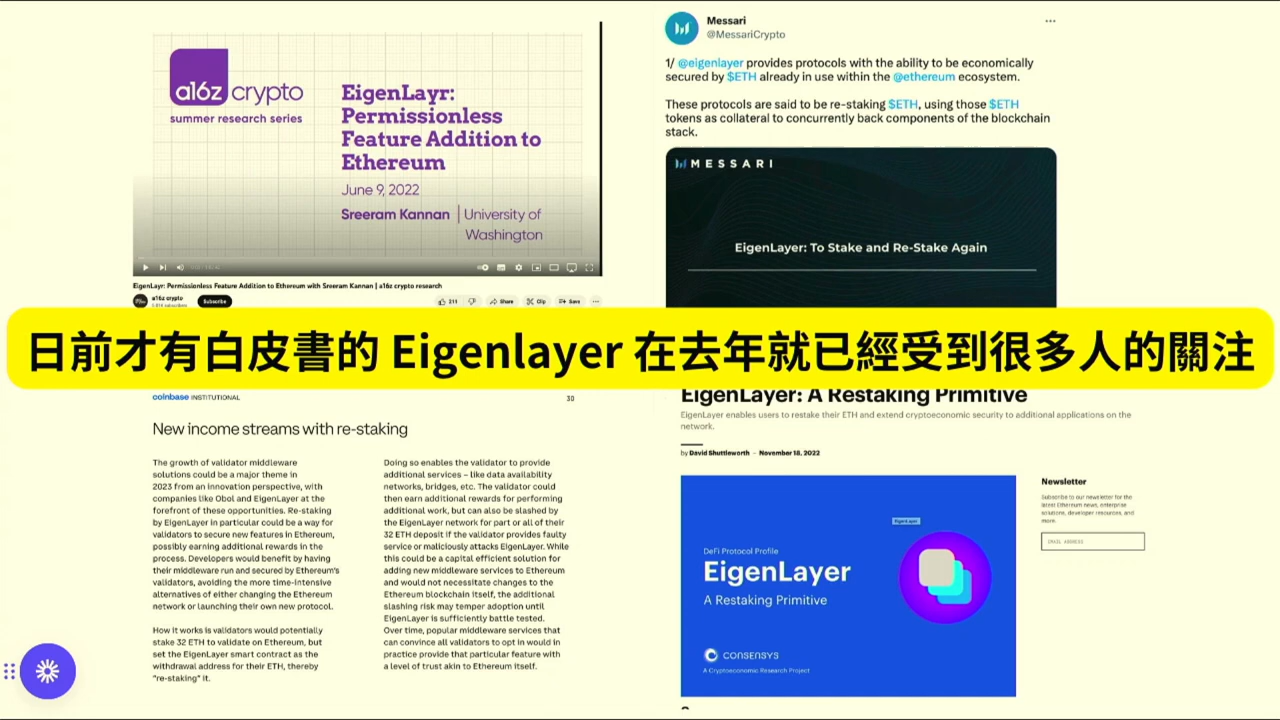 a16z crypto
summer research series
EigenLayr:
Permissionless
Feature Addition to
Ethereum
June 9, 2022
Sreeram Kannan | University of
Washington
EigenLayr: Permissionless Feature Addition to Ethereum with Sreeram Kannan | a16z crypto research
a16z crypto
Subscribe
211
Share
Clip
Save
Messari
@MessariCrypto
1/ @eigenlayer provides protocols with the ability to be economically
secured by $ETH already in use within the @ethereum ecosystem.
These protocols are said to be re-staking $ETH, using those $ETH
tokens as collateral to concurrently back components of the blockchain
stack.
MESSARI
EigenLayer: To Stake and Re-Stake Again
日前才有白皮書的 Eigenlayer 在去年就已經受到很多人的關注
coinbase INSTITUTIONAL
30
New income streams with re-staking
The growth of validator middleware
solutions could be a major theme in
2023 from an innovation perspective, with
companies like Obol and EigenLayer at the
forefront of these opportunities. Re-staking
by EigenLayer in particular could be a way for
validators to secure new features in Ethereum,
possibly earning additional rewards in the
process. Developers would benefit by having
their middleware run and secured by Ethereum's
validators, avoiding the more time-intensive
alternatives of either changing the Ethereum
network or launching their own new protocol.
How it works is validators would potentially
stake 32 ETH to validate on Ethereum, but
set the EigenLayer smart contract as the
withdrawal address for their ETH, thereby
"re-staking" it.
Doing so enables the validator to provide
additional services – like data availability
networks, bridges, etc. The validator could
then earn additional rewards for performing
additional work, but can also be slashed by
the EigenLayer network for part or all of their
32 ETH deposit if the validator provides faulty
service or maliciously attacks EigenLayer. While
this could be a capital efficient solution for
adding new middleware services to Ethereum
and would not necessitate changes to the
Ethereum blockchain itself, the additional
slashing risk may temper adoption until
EigenLayer is sufficiently battle tested.
Over time, popular middleware services that
can convince all validators to opt in would in
practice provide that particular feature with
a level of trust akin to Ethereum itself.
EigenLayer: A Restaking Primitive
EigenLayer enables users to restake their ETH and extend cryptoeconomic security to additional applications on the
network.
by David Shuttleworth – November 18, 2022
EigenLayer
DeFi Protocol Profile
EigenLayer
A Restaking Primitive
CONSENSYS
A Cryptoeconomic Research Project
Newsletter
Subscribe to our newsletter for the
latest Ethereum news, enterprise
solutions, developer resources, and
more.
EMAIL ADDRESS